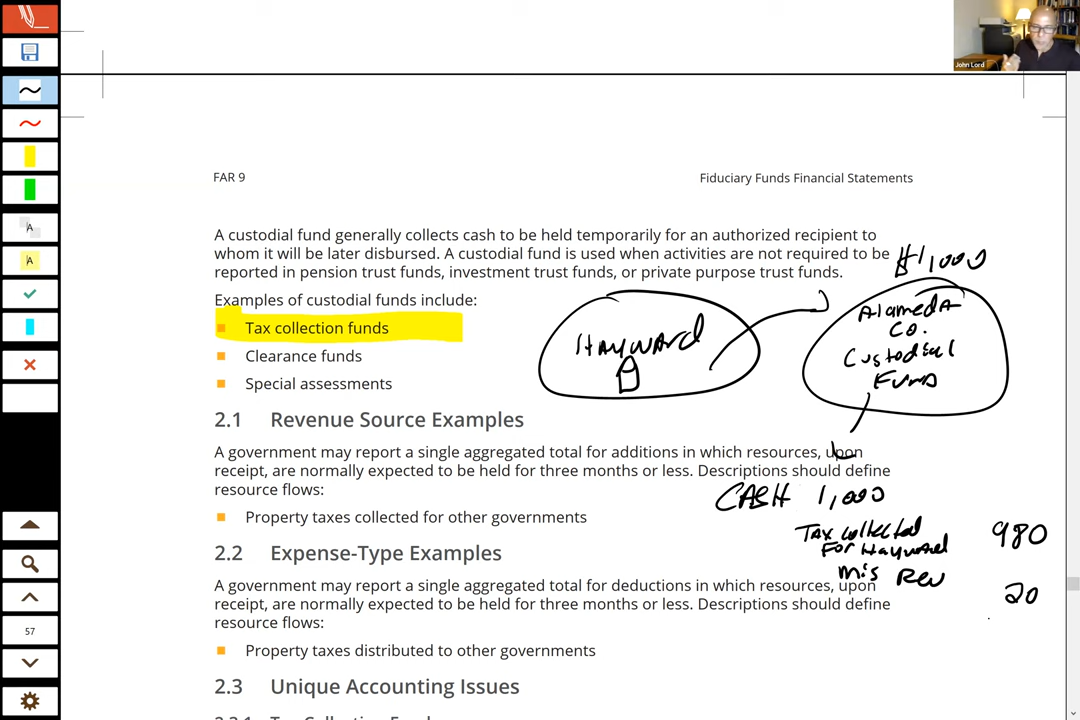 John Lord
FAR 9
Fiduciary Funds Financial Statements
A custodial fund generally collects cash to be held temporarily for an authorized recipient to
whom it will be later disbursed. A custodial fund is used when activities are not required to be
reported in pension trust funds, investment trust funds, or private purpose trust funds.
$1,000
Examples of custodial funds include:
Tax collection funds
Clearance funds
Special assessments
HAYWARD
Alameda
Co.
Custodial
Fund
2.1 Revenue Source Examples
A government may report a single aggregated total for additions in which resources, upon
receipt, are normally expected to be held for three months or less. Descriptions should define
resource flows:
CASH 1,000
Property taxes collected for other governments
Tax collected
For Hayward 980
mis Rev 20
2.2 Expense-Type Examples
A government may report a single aggregated total for deductions in which resources, upon
receipt, are normally expected to be held for three months or less. Descriptions should define
resource flows:
Property taxes distributed to other governments
2.3 Unique Accounting Issues
A
A
57